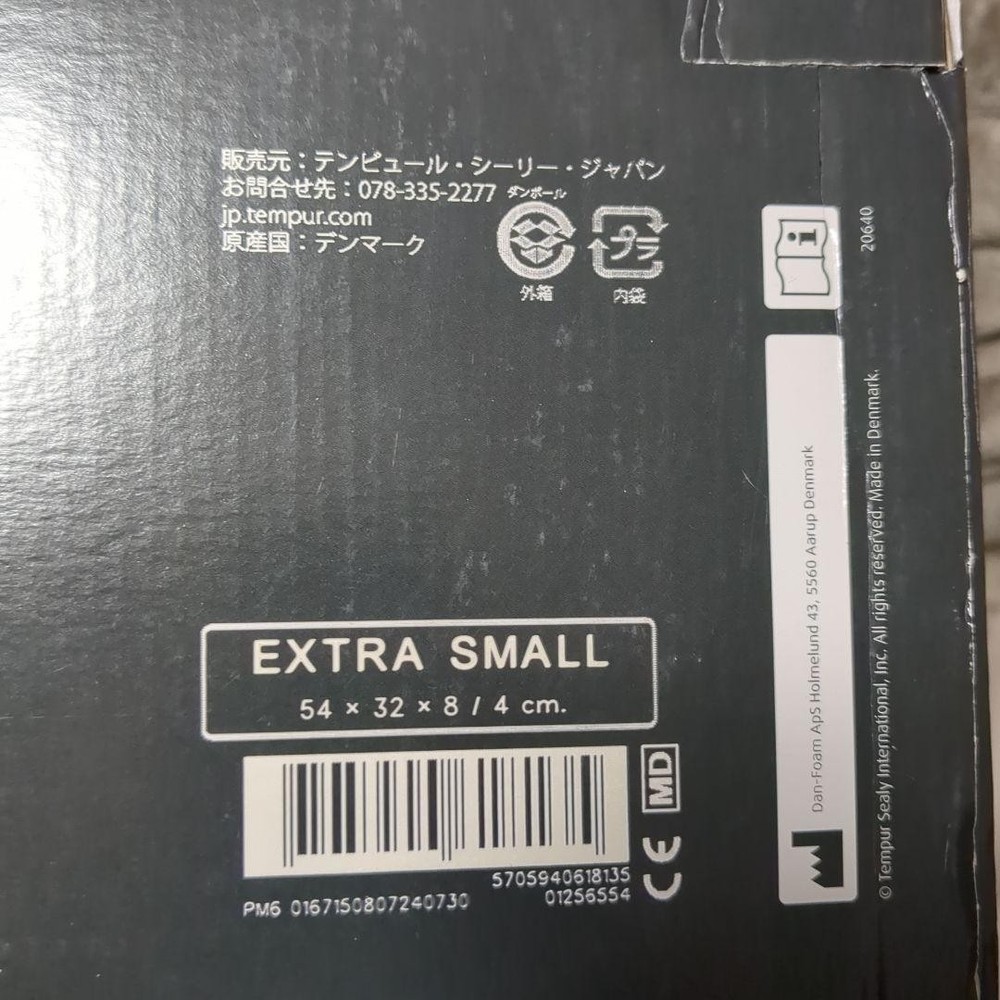 販売元：テンピュール・シーリー・ジャパン
お問合せ先：078-335-2277
jp.tempur.com
原産国：デンマーク
ダンボール
プラ
外箱
内袋
20640
Dan-Foam ApS Holmelund 43, 5560 Aarup Denmark
© Tempur Sealy International, Inc. All rights reserved. Made in Denmark.
EXTRA SMALL
54 × 32 × 8 / 4 cm.
MD
CE
5705940618135
PM6 0167150807240730
01256554